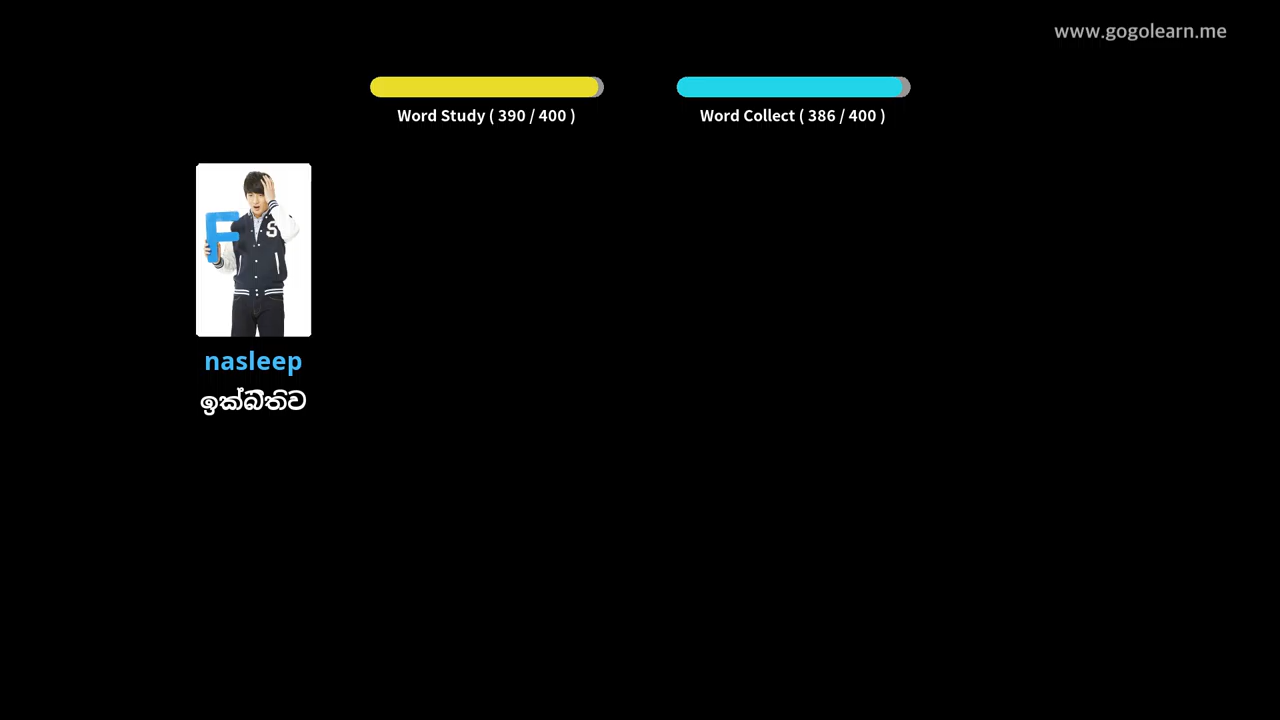 www.gogolearn.me
Word Study ( 390 / 400 )
Word Collect ( 386 / 400 )
F
S
nasleep
ඉක්බිතිව